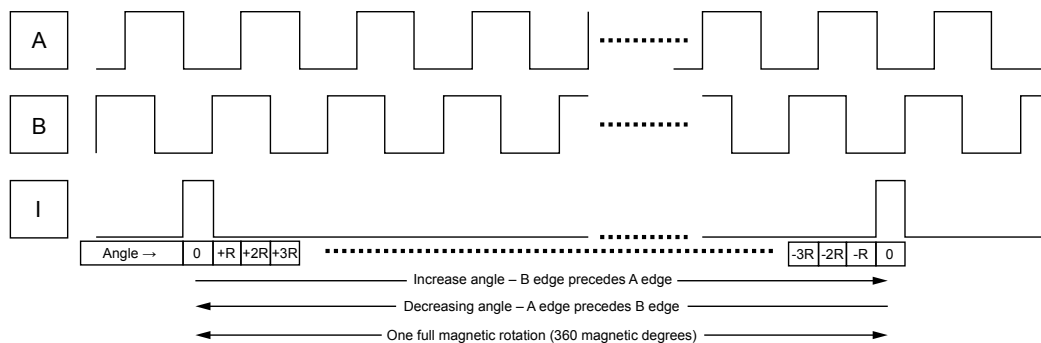 A
B
I
Angle → 0 +R +2R +3R -3R -2R -R 0
Increase angle – B edge precedes A edge
Decreasing angle – A edge precedes B edge
One full magnetic rotation (360 magnetic degrees)